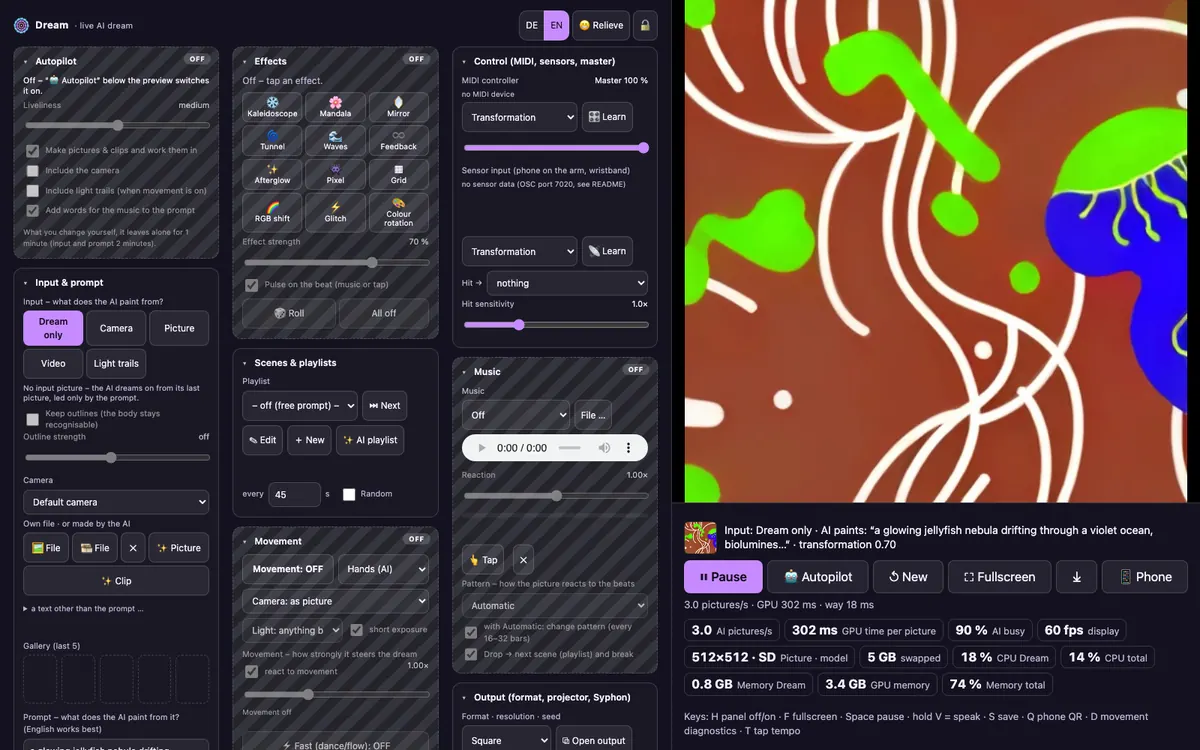 Dream · live AI dream
DE EN 😄 Relieve 🔒
▾ Autopilot OFF
Off – "🤖 Autopilot" below the preview switches
it on.
Liveliness medium
Make pictures & clips and work them in
Include the camera
Include light trails (when movement is on)
Add words for the music to the prompt
What you change yourself, it leaves alone for 1
minute (input and prompt 2 minutes).
▾ Input & prompt
Input – what does the AI paint from?
Dream
only
Camera
Picture
Video
Light trails
No input picture – the AI dreams on from its last
picture, led only by the prompt.
Keep outlines (the body stays
recognisable)
Outline strength off
Camera
Default camera
Own file · or made by the AI
File File ✕ ✨ Picture
✨ Clip
▸ a text other than the prompt ...
Gallery (last 5)
Prompt – what does the AI paint from it?
(English works best)
▾ Effects OFF
Off – tap an effect.
Kaleidoscope Mandala Mirror
Tunnel Waves Feedback
Afterglow Pixel Grid
RGB shift Glitch Colour
rotation
Effect strength 70 %
Pulse on the beat (music or tap)
🎲 Roll All off
▾ Scenes & playlists
Playlist
– off (free prompt) – ⏭ Next
✎ Edit + New ✨ AI playlist
every 45 s Random
▾ Movement OFF
Movement: OFF Hands (AI)
Camera: as picture
Light: anything b short exposure
Movement – how strongly it steers the dream
1.00×
react to movement
Movement off
⚡ Fast (dance/flow): OFF
▾ Control (MIDI, sensors, master)
MIDI controller Master 100 %
no MIDI device
Transformation 🎛 Learn
Sensor input (phone on the arm, wristband)
no sensor data (OSC port 7020, see README)
Transformation 📡 Learn
Hit → nothing
Hit sensitivity 1.0×
▾ Music OFF
Music
Off File ...
0:00 / 0:00
Reaction 1.00×
👆 Tap ✕
Pattern – how the picture reacts to the beats
Automatic
with Automatic: change pattern (every
16–32 bars)
Drop → next scene (playlist) and break
▾ Output (format, projector, Syphon)
Format · resolution · seed
Square ⧉ Open output
Input: Dream only · AI paints: "a glowing jellyfish nebula drifting through a violet ocean,
biolumines..." · transformation 0.70
⏸ Pause 🤖 Autopilot ↺ New ⛶ Fullscreen ↓ 📱 Phone
3.0 pictures/s · GPU 302 ms · way 18 ms
3.0 AI pictures/s 302 ms GPU time per picture 90 % AI busy 60 fps display
512×512 · SD Picture · model 5 GB swapped 18 % CPU Dream 14 % CPU total
0.8 GB Memory Dream 3.4 GB GPU memory 74 % Memory total
Keys: H panel off/on · F fullscreen · Space pause · hold V = speak · S save · Q phone QR · D movement
diagnostics · T tap tempo